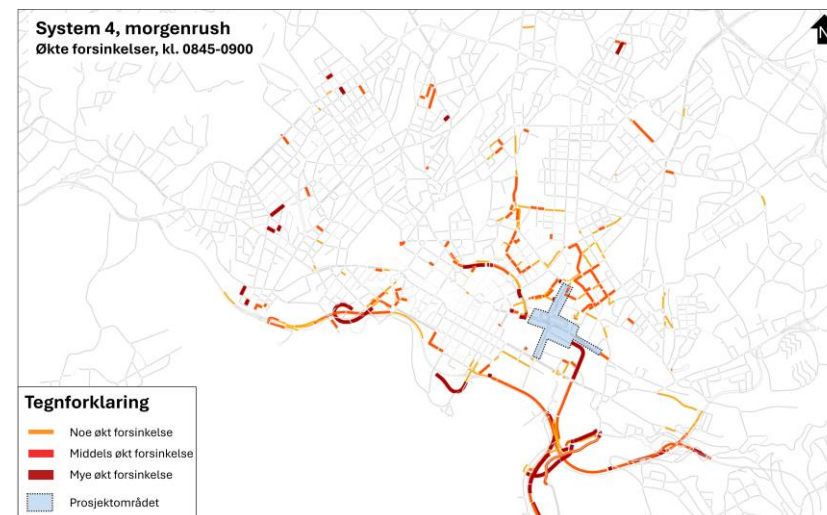 System 4, morgenrush
Økte forsinkelser, kl. 0845-0900
N
Tegnforklaring
Noe økt forsinkelse
Middels økt forsinkelse
Mye økt forsinkelse
Prosjektområdet